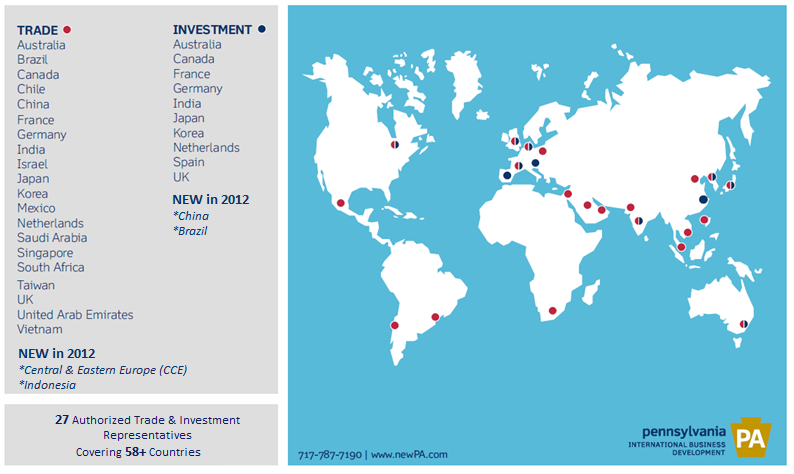 TRADE
Australia
Brazil
Canada
Chile
China
France
Germany
India
Israel
Japan
Korea
Mexico
Netherlands
Saudi Arabia
Singapore
South Africa
Taiwan
UK
United Arab Emirates
Vietnam
NEW in 2012
*Central & Eastern Europe (CCE)
*Indonesia
INVESTMENT
Australia
Canada
France
Germany
India
Japan
Korea
Netherlands
Spain
UK
NEW in 2012
*China
*Brazil
27 Authorized Trade & Investment
Representatives
Covering 58+ Countries
717-787-7190 | www.newPA.com
pennsylvania
INTERNATIONAL BUSINESS
DEVELOPMENT
PA